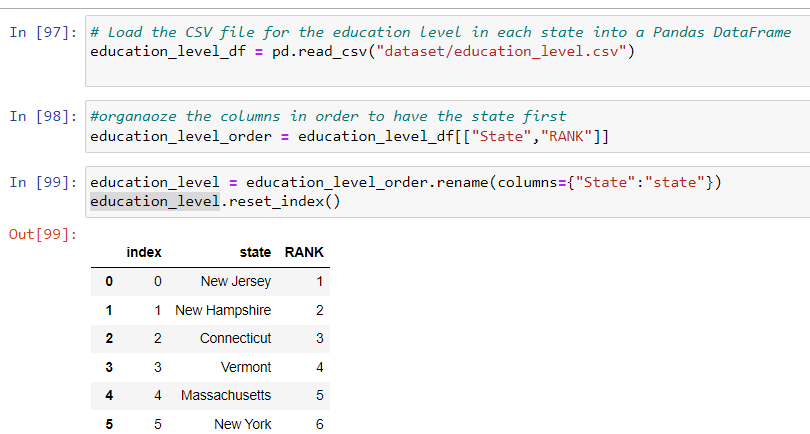 In [97]: # Load the CSV file for the education level in each state into a Pandas DataFrame
education_level_df = pd.read_csv("dataset/education_level.csv")
In [98]: #organaoze the columns in order to have the state first
education_level_order = education_level_df[["State","RANK"]]
In [99]: education_level = education_level_order.rename(columns={"State":"state"})
education_level.reset_index()
Out[99]:
index state RANK
0 0 New Jersey 1
1 1 New Hampshire 2
2 2 Connecticut 3
3 3 Vermont 4
4 4 Massachusetts 5
5 5 New York 6